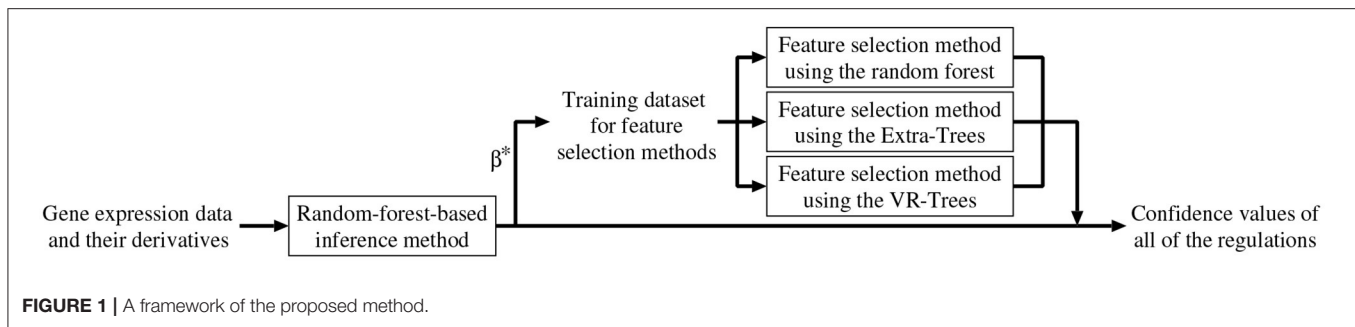 Gene expression data
and their derivatives
Random-forest-based
inference method
β*
Training dataset
for feature
selection methods
Feature selection method
using the random forest
Feature selection method
using the Extra-Trees
Feature selection method
using the VR-Trees
Confidence values of
all of the regulations
FIGURE 1 | A framework of the proposed method.